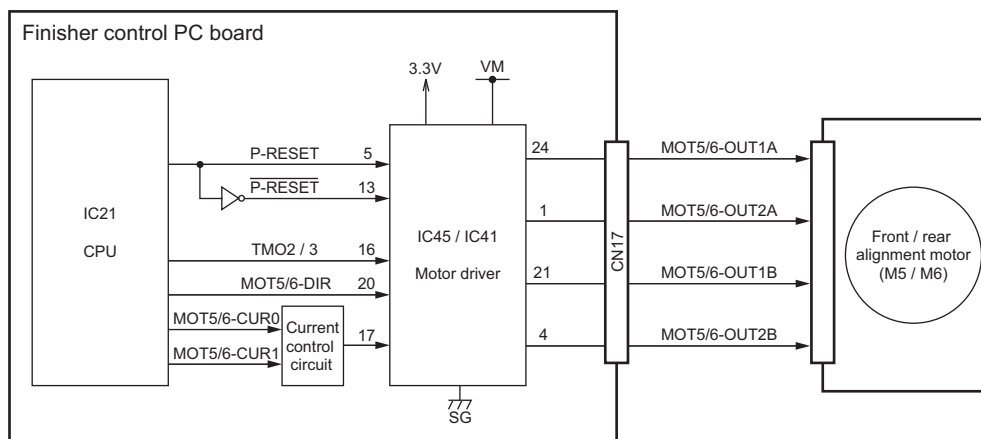 Finisher control PC board
3.3V
VM
P-RESET
5
P-RESET
13
IC21
CPU
TMO2 / 3
16
MOT5/6-DIR
20
MOT5/6-CUR0
MOT5/6-CUR1
Current
control
circuit
17
IC45 / IC41
Motor driver
SG
24
1
21
4
CN17
MOT5/6-OUT1A
MOT5/6-OUT2A
MOT5/6-OUT1B
MOT5/6-OUT2B
Front / rear
alignment motor
(M5 / M6)